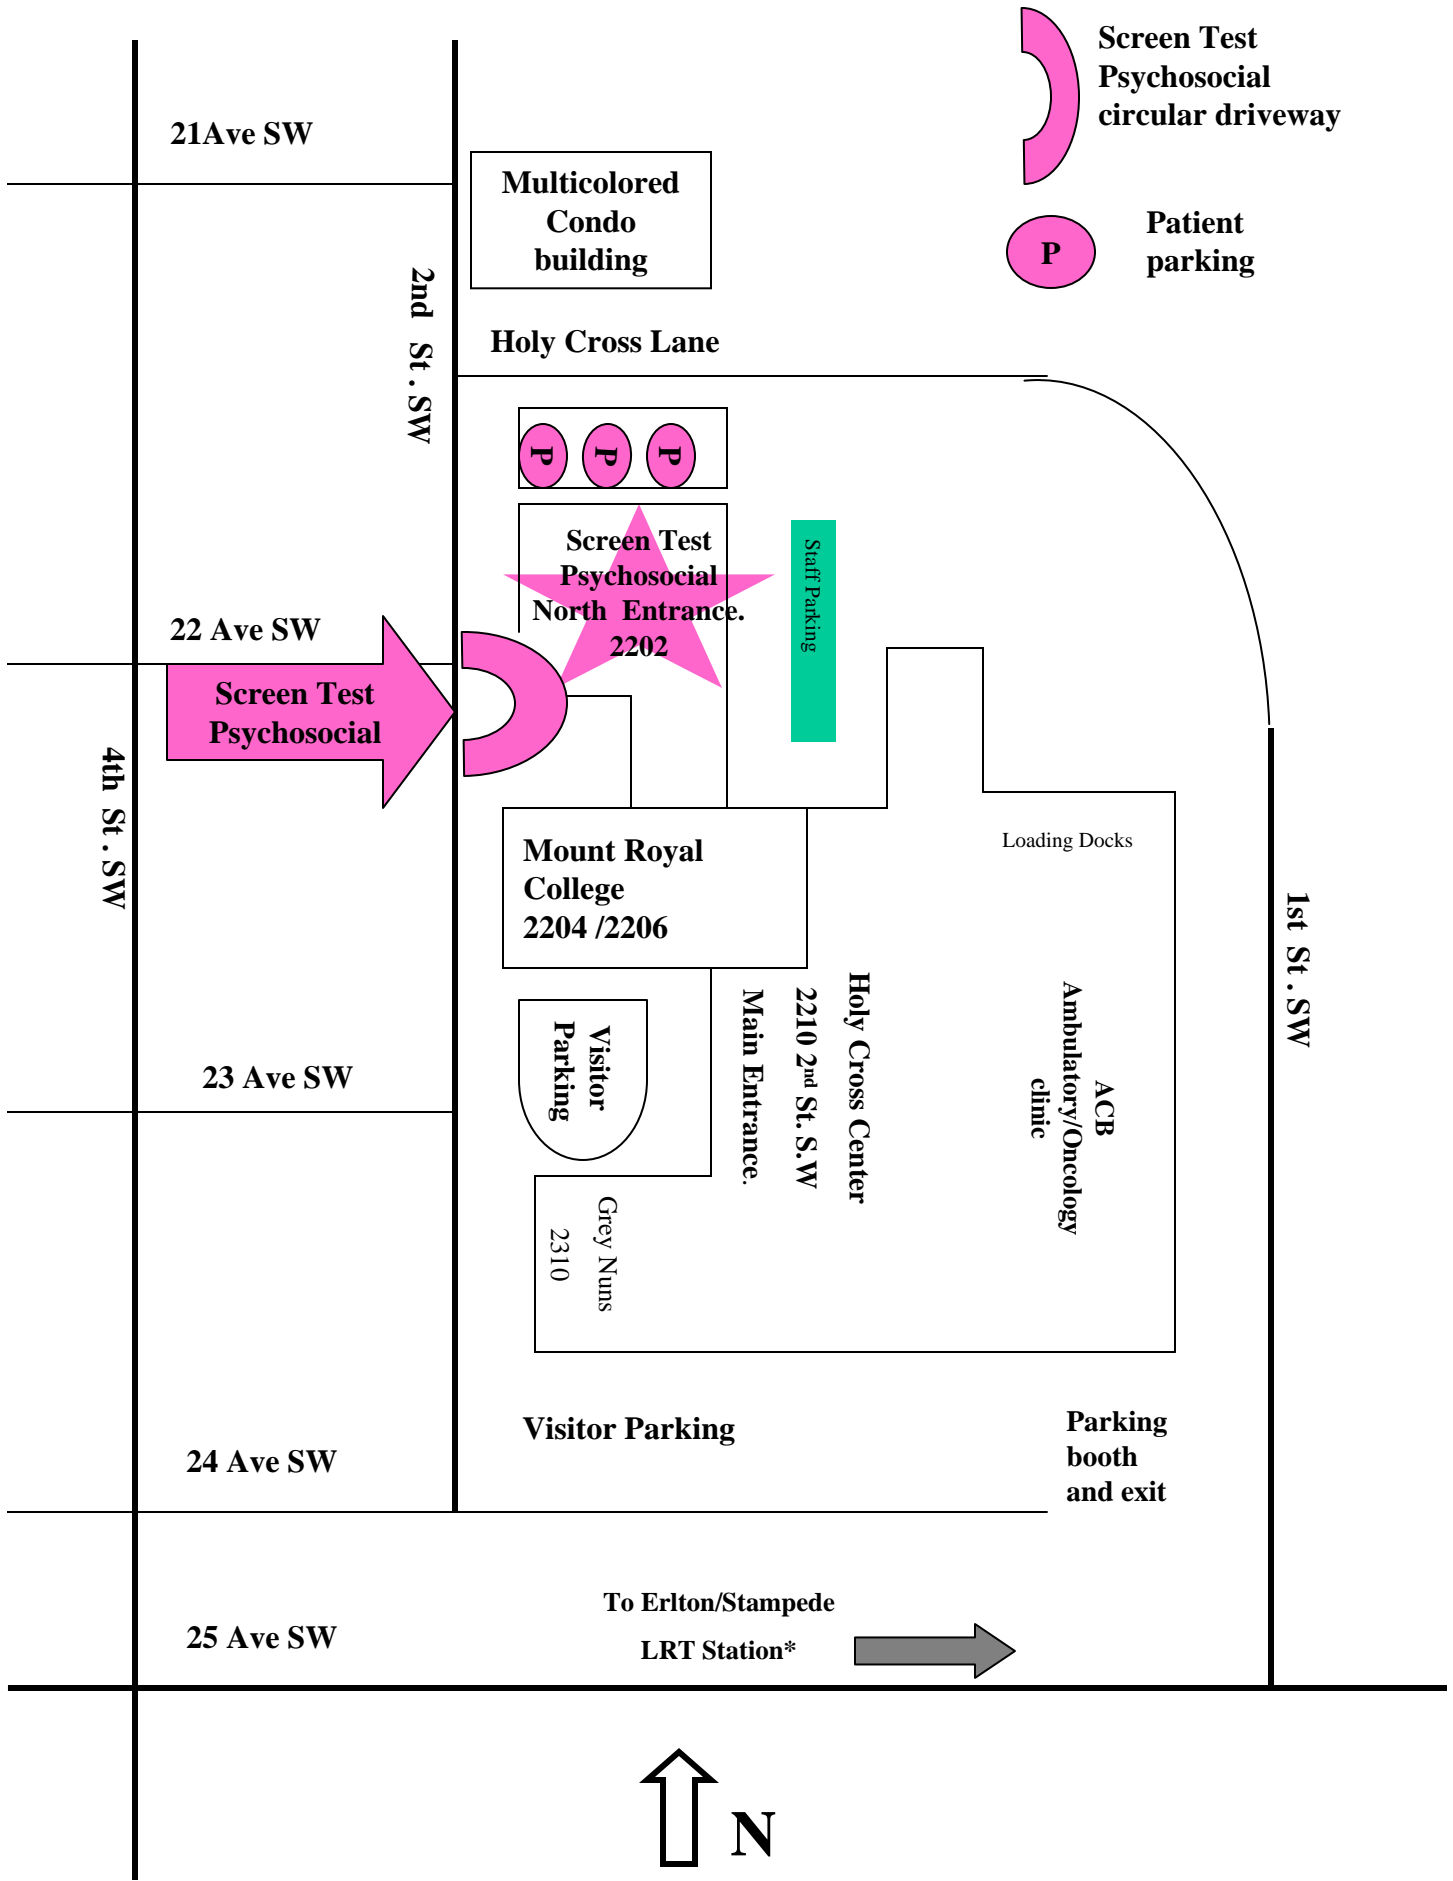 Screen Test
Psychosocial
circular driveway
21Ave SW
Multicolored
Condo
building
P
Patient
parking
2nd St . SW
Holy Cross Lane
P
P
P
Screen Test
Psychosocial
North Entrance.
2202
Staff Parking
22 Ave SW
Screen Test
Psychosocial
4th St . SW
Mount Royal
College
2204 /2206
Loading Docks
1st St . SW
Visitor
Parking
Main Entrance.
2210 2nd St. S.W
Holy Cross Center
ACB
Ambulatory/Oncology
clinic
23 Ave SW
Grey Nuns
2310
Visitor Parking
Parking
booth
and exit
24 Ave SW
To Erlton/Stampede
LRT Station*
25 Ave SW
N